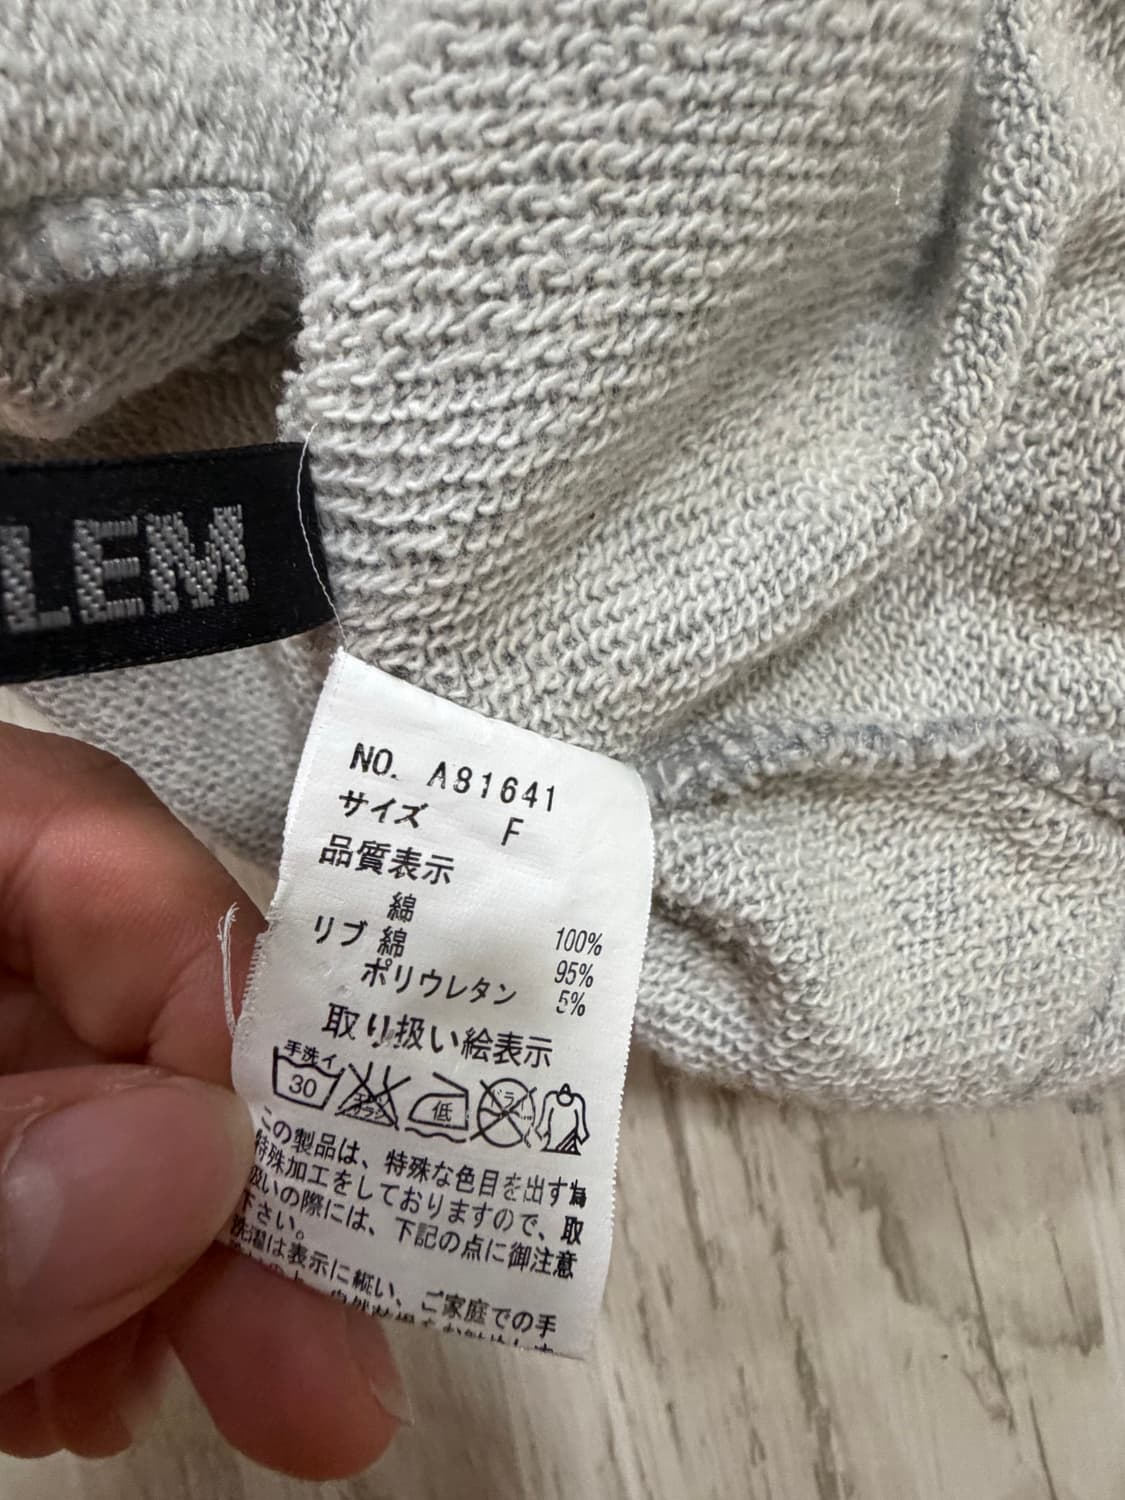 LEM
NO. A81641
サイズ F
品質表示
綿 100%
リブ 綿 95%
ポリウレタン 5%
取り扱い絵表示
手洗イ
30
低
ドライ
この製品は、特殊な色目を出す為
特殊加工をしておりますので、取
扱いの際には、下記の点に御注意
下さい。
洗濯は表示に縦い、ご家庭での手